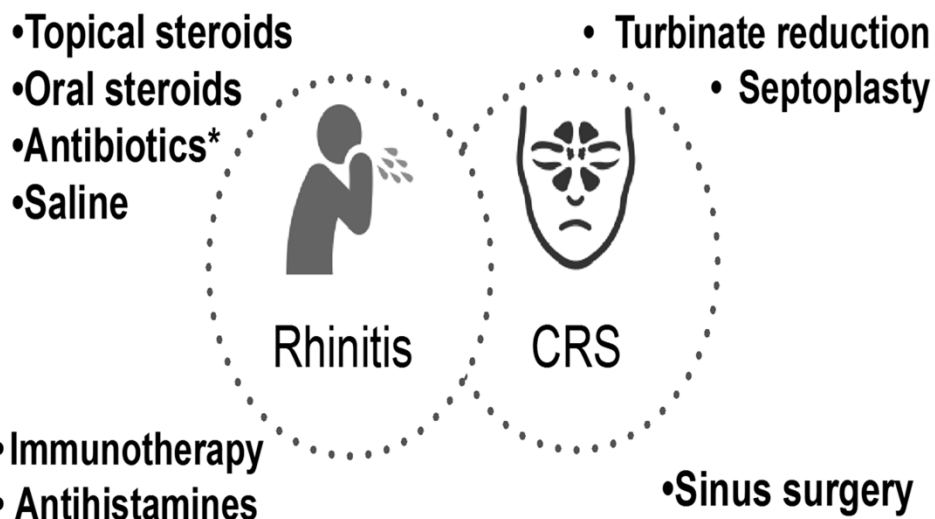 •Topical steroids
•Oral steroids
•Antibiotics*
•Saline
• Turbinate reduction
• Septoplasty
Rhinitis
CRS
•Immunotherapy
• Antihistamines
•Sinus surgery